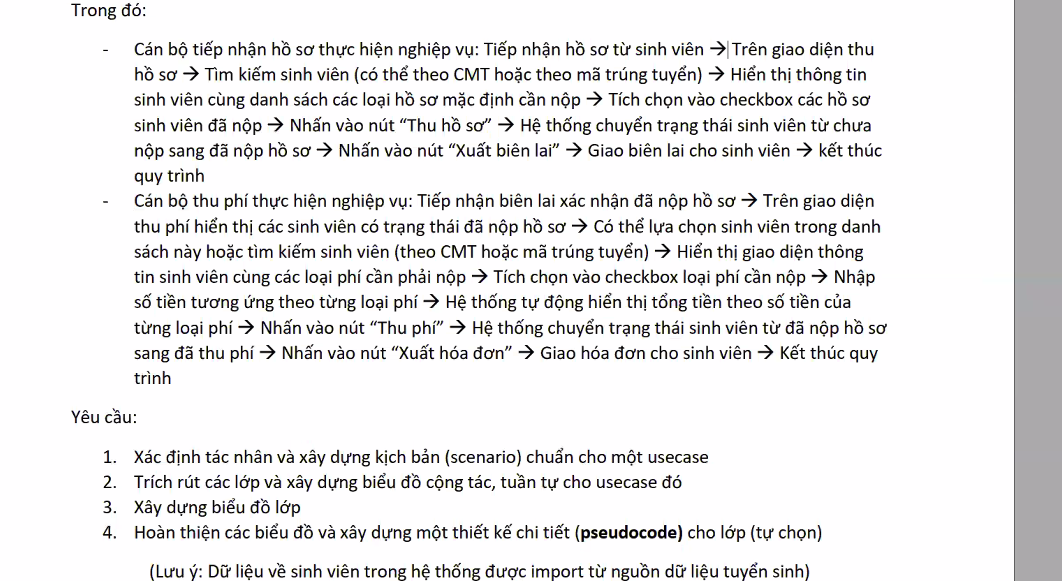 Trong đó:
- Cán bộ tiếp nhận hồ sơ thực hiện nghiệp vụ: Tiếp nhận hồ sơ từ sinh viên → Trên giao diện thu
hồ sơ → Tìm kiếm sinh viên (có thể theo CMT hoặc theo mã trúng tuyển) → Hiển thị thông tin
sinh viên cùng danh sách các loại hồ sơ mặc định cần nộp → Tích chọn vào checkbox các hồ sơ
sinh viên đã nộp → Nhấn vào nút “Thu hồ sơ” → Hệ thống chuyển trạng thái sinh viên từ chưa
nộp sang đã nộp hồ sơ → Nhấn vào nút “Xuất biên lai” → Giao biên lai cho sinh viên → kết thúc
quy trình
- Cán bộ thu phí thực hiện nghiệp vụ: Tiếp nhận biên lai xác nhận đã nộp hồ sơ → Trên giao diện
thu phí hiển thị các sinh viên có trạng thái đã nộp hồ sơ → Có thể lựa chọn sinh viên trong danh
sách này hoặc tìm kiếm sinh viên (theo CMT hoặc mã trúng tuyển) → Hiển thị giao diện thông
tin sinh viên cùng các loại phí cần phải nộp → Tích chọn vào checkbox loại phí cần nộp → Nhập
số tiền tương ứng theo từng loại phí → Hệ thống tự động hiển thị tổng tiền theo số tiền của
từng loại phí → Nhấn vào nút “Thu phí” → Hệ thống chuyển trạng thái sinh viên từ đã nộp hồ sơ
sang đã thu phí → Nhấn vào nút “Xuất hóa đơn” → Giao hóa đơn cho sinh viên → Kết thúc quy
trình
Yêu cầu:
1. Xác định tác nhân và xây dựng kịch bản (scenario) chuẩn cho một usecase
2. Trích rút các lớp và xây dựng biểu đồ cộng tác, tuần tự cho usecase đó
3. Xây dựng biểu đồ lớp
4. Hoàn thiện các biểu đồ và xây dựng một thiết kế chi tiết (pseudocode) cho lớp (tự chọn)
(Lưu ý: Dữ liệu về sinh viên trong hệ thống được import từ nguồn dữ liệu tuyển sinh)